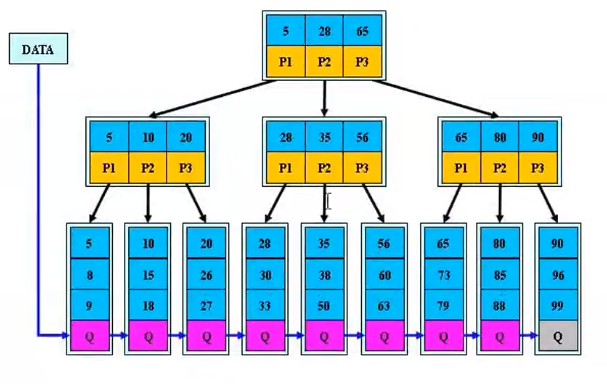 5 28 65
DATA
P1 P2 P3
5 10 20
28 35 56
65 80 90
P1 P2 P3
P1 P2 P3
P1 P2 P3
5 10 20 28 35 56 65 80 90
8 15 26 30 38 60 73 85 96
9 18 27 33 50 63 79 88 99
Q Q Q Q Q Q Q Q Q